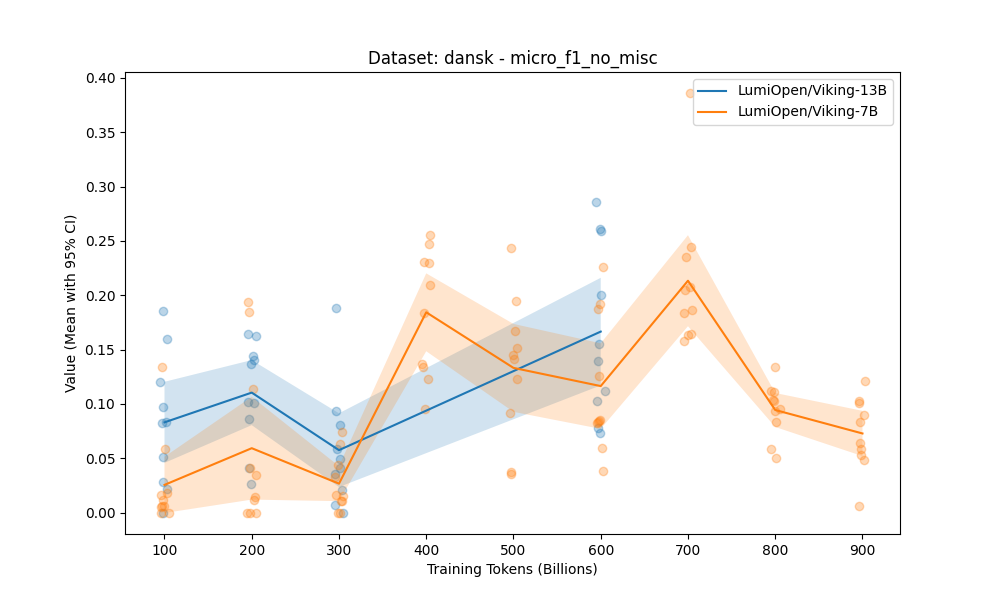 Dataset: dansk - micro_f1_no_misc
LumiOpen/Viking-13B
LumiOpen/Viking-7B
Value (Mean with 95% CI)
0.40
0.35
0.30
0.25
0.20
0.15
0.10
0.05
0.00
100 200 300 400 500 600 700 800 900
Training Tokens (Billions)